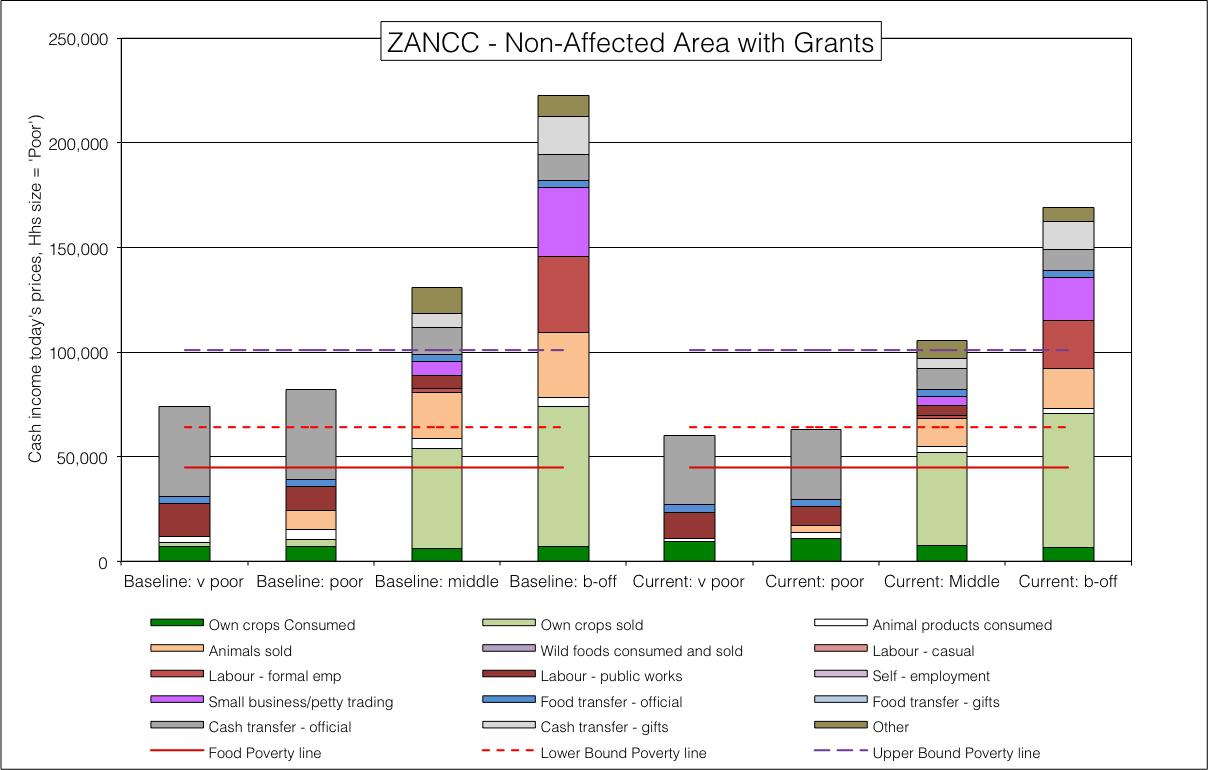 ZANCC - Non-Affected Area with Grants
Cash income today's prices, Hhs size = 'Poor')
250,000
200,000
150,000
100,000
50,000
0
Baseline: v poor Baseline: poor Baseline: middle Baseline: b-off Current: v poor Current: poor Current: Middle Current: b-off
Own crops Consumed Own crops sold Animal products consumed
Animals sold Wild foods consumed and sold Labour - casual
Labour - formal emp Labour - public works Self - employment
Small business/petty trading Food transfer - official Food transfer - gifts
Cash transfer - official Cash transfer - gifts Other
Food Poverty line Lower Bound Poverty line Upper Bound Poverty line